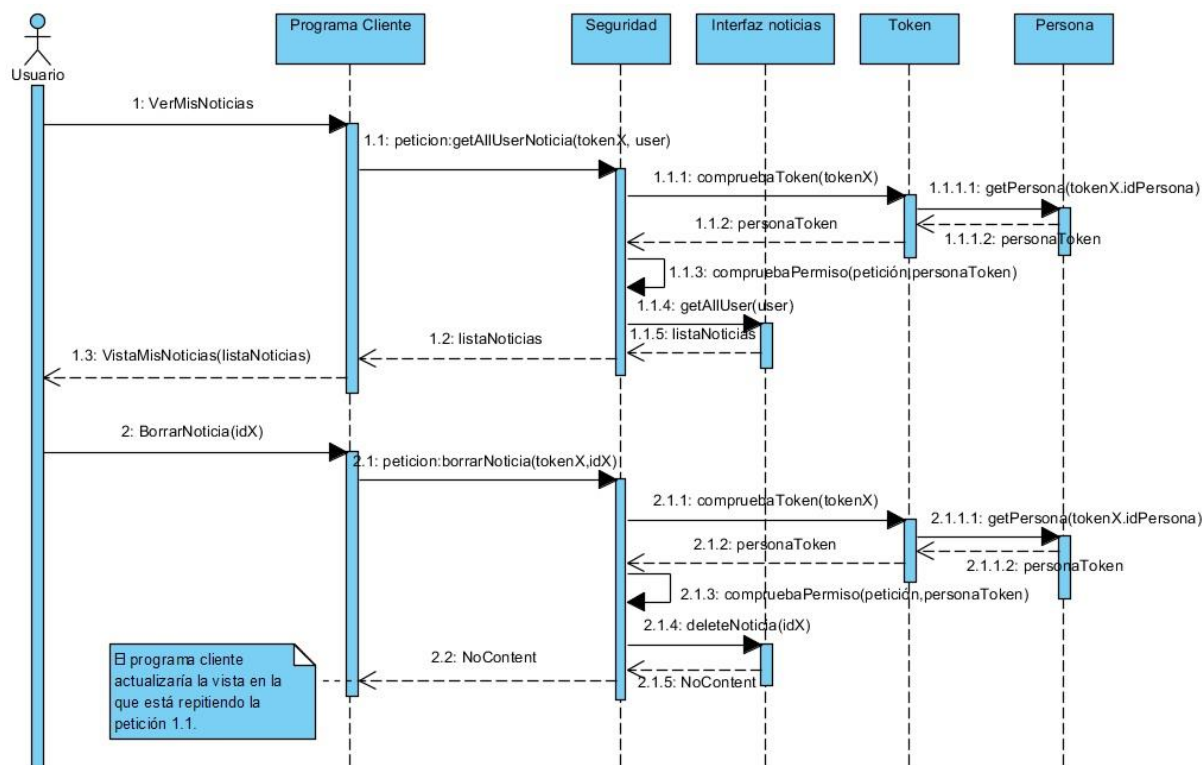 Programa Cliente
Seguridad
Interfaz noticias
Token
Persona
Usuario
1: VerMisNoticias
1.1: peticion:getAllUserNoticia(tokenX, user)
1.1.1: compruebaToken(tokenX)
1.1.1.1: getPersona(tokenX.idPersona)
1.1.2: personaToken
1.1.1.2: personaToken
1.1.3: compruebaPermiso(petición,personaToken)
1.1.4: getAllUser(user)
1.2: listaNoticias
1.1.5: listaNoticias
1.3: VistaMisNoticias(listaNoticias)
2: BorrarNoticia(idX)
2.1: peticion:borrarNoticia(tokenX,idX)
2.1.1: compruebaToken(tokenX)
2.1.1.1: getPersona(tokenX.idPersona)
2.1.2: personaToken
2.1.1.2: personaToken
2.1.3: compruebaPermiso(petición,personaToken)
2.1.4: deleteNoticia(idX)
2.2: NoContent
2.1.5: NoContent
El programa cliente
actualizaría la vista en la
que está repitiendo la
petición 1.1.